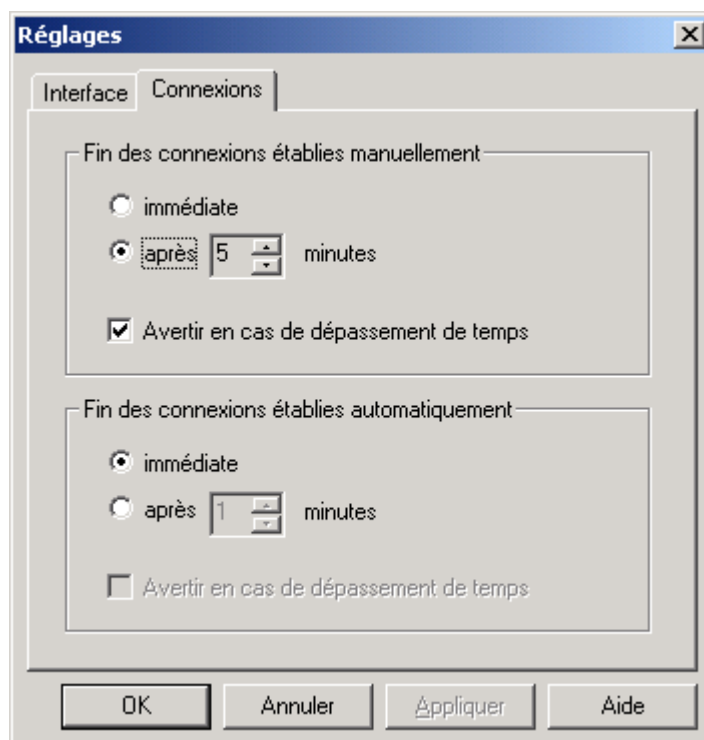 Réglages
Interface Connexions
Fin des connexions établies manuellement
immédiate
après 5 minutes
Avertir en cas de dépassement de temps
Fin des connexions établies automatiquement
immédiate
après 1 minutes
Avertir en cas de dépassement de temps
OK Annuler Appliquer Aide